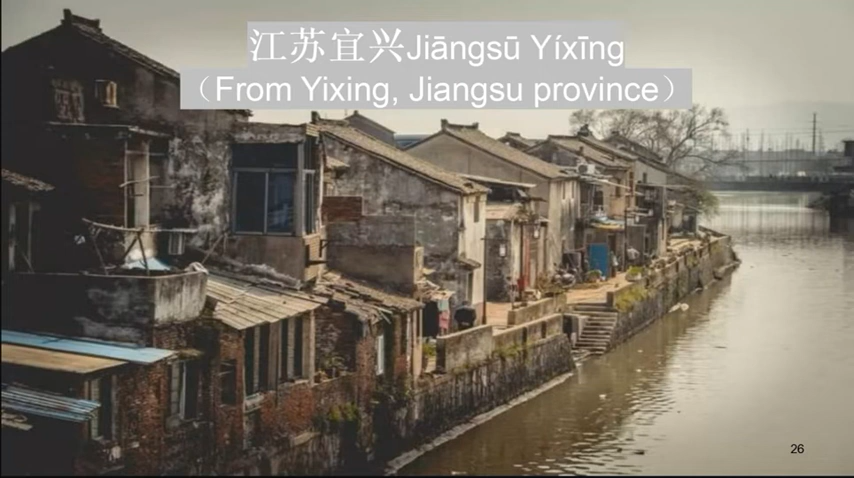 江苏宜兴Jiāngsū Yíxīng
（From Yixing, Jiangsu province）
26